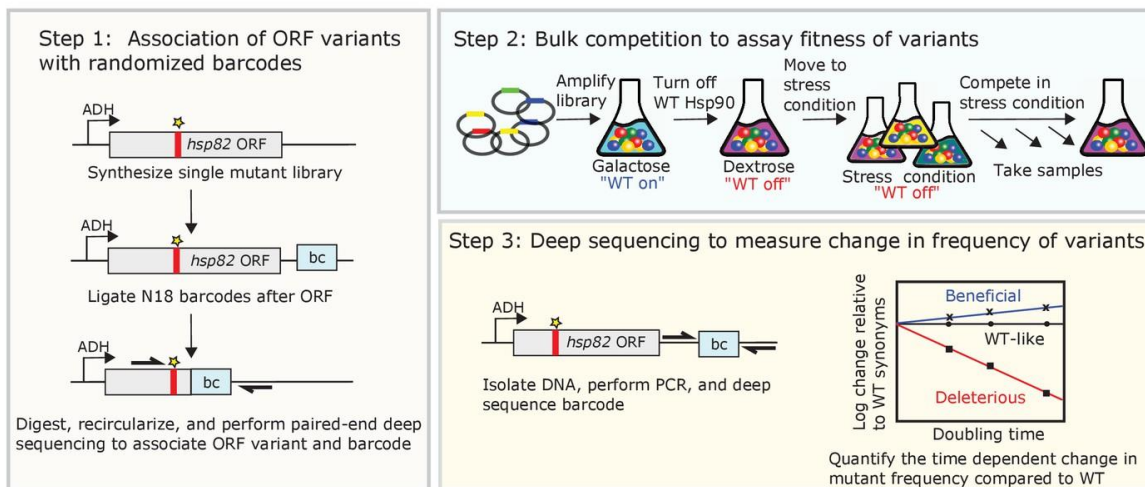 Step 1: Association of ORF variants
with randomized barcodes
ADH
hsp82 ORF
Synthesize single mutant library
ADH
hsp82 ORF
bc
Ligate N18 barcodes after ORF
ADH
bc
Digest, recircularize, and perform paired-end deep
sequencing to associate ORF variant and barcode
Step 2: Bulk competition to assay fitness of variants
Amplify
library
Turn off
WT Hsp90
Move to
stress
condition
Compete in
stress condition
Galactose
"WT on"
Dextrose
"WT off"
Stress condition
"WT off"
Take samples
Step 3: Deep sequencing to measure change in frequency of variants
ADH
hsp82 ORF
bc
Isolate DNA, perform PCR, and deep
sequence barcode
Log change relative
to WT synonyms
Beneficial
WT-like
Deleterious
Doubling time
Quantify the time dependent change in
mutant frequency compared to WT